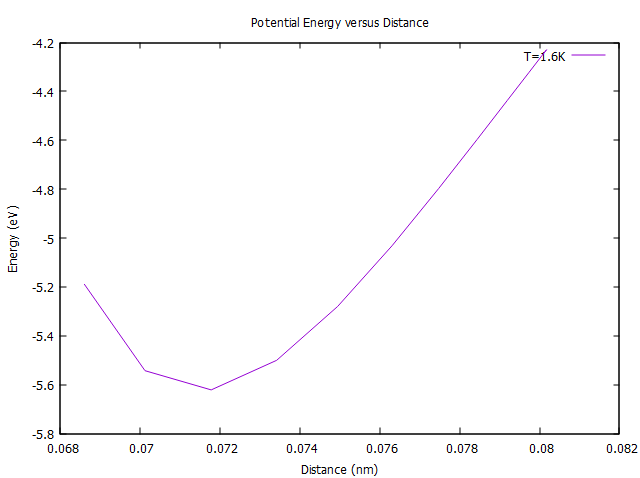 Potential Energy versus Distance
-4.2
T=1.6K
-4.4
-4.6
-4.8
-5
-5.2
-5.4
-5.6
-5.8
Energy (eV)
0.068 0.07 0.072 0.074 0.076 0.078 0.08 0.082
Distance (nm)